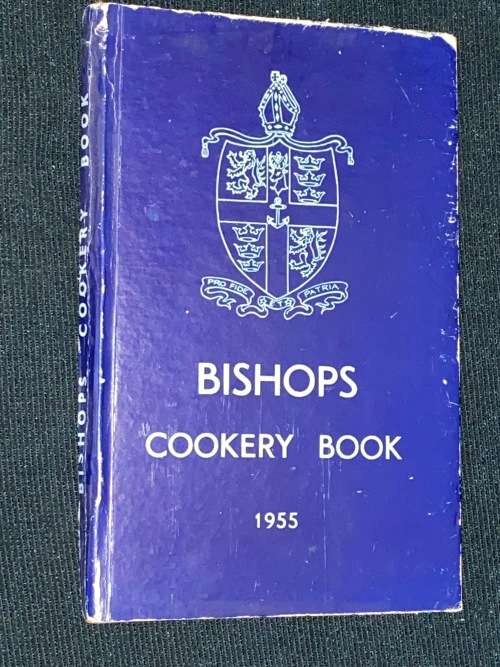 PRO FIDE
ET
PATRIA
BISHOPS
COOKERY BOOK
1955
BISHOPS COOKERY BOOK